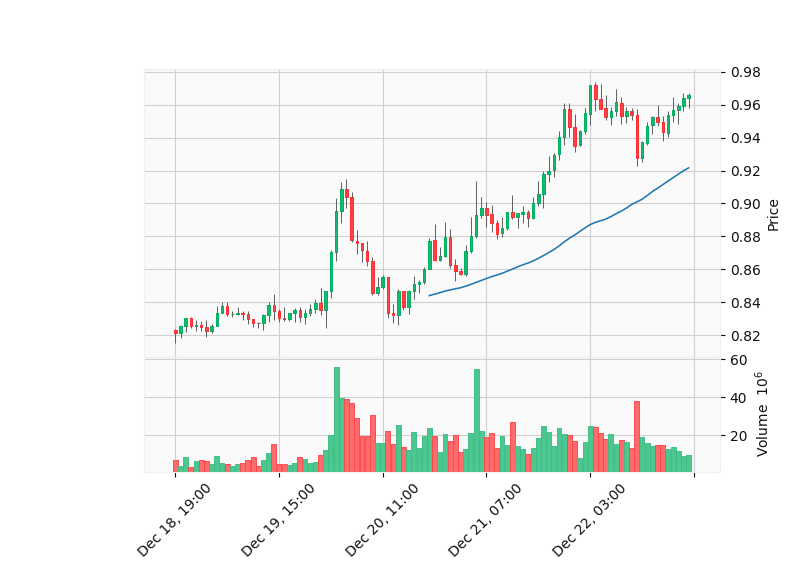 0.98
0.96
0.94
0.92
0.90
0.88
0.86
0.84
0.82
Price
60
40
20
Volume 10^6
Dec 18, 19:00
Dec 19, 15:00
Dec 20, 11:00
Dec 21, 07:00
Dec 22, 03:00